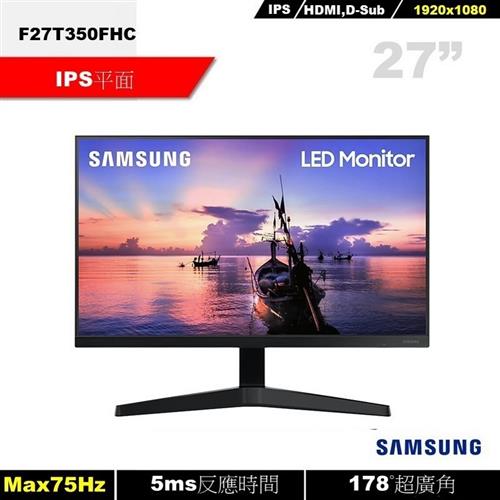 F27T350FHC
IPS HDMI,D-Sub 1920x1080
IPS平面
27”
SAMSUNG LED Monitor
SAMSUNG
SAMSUNG
Max75Hz 5ms反應時間 178°超廣角